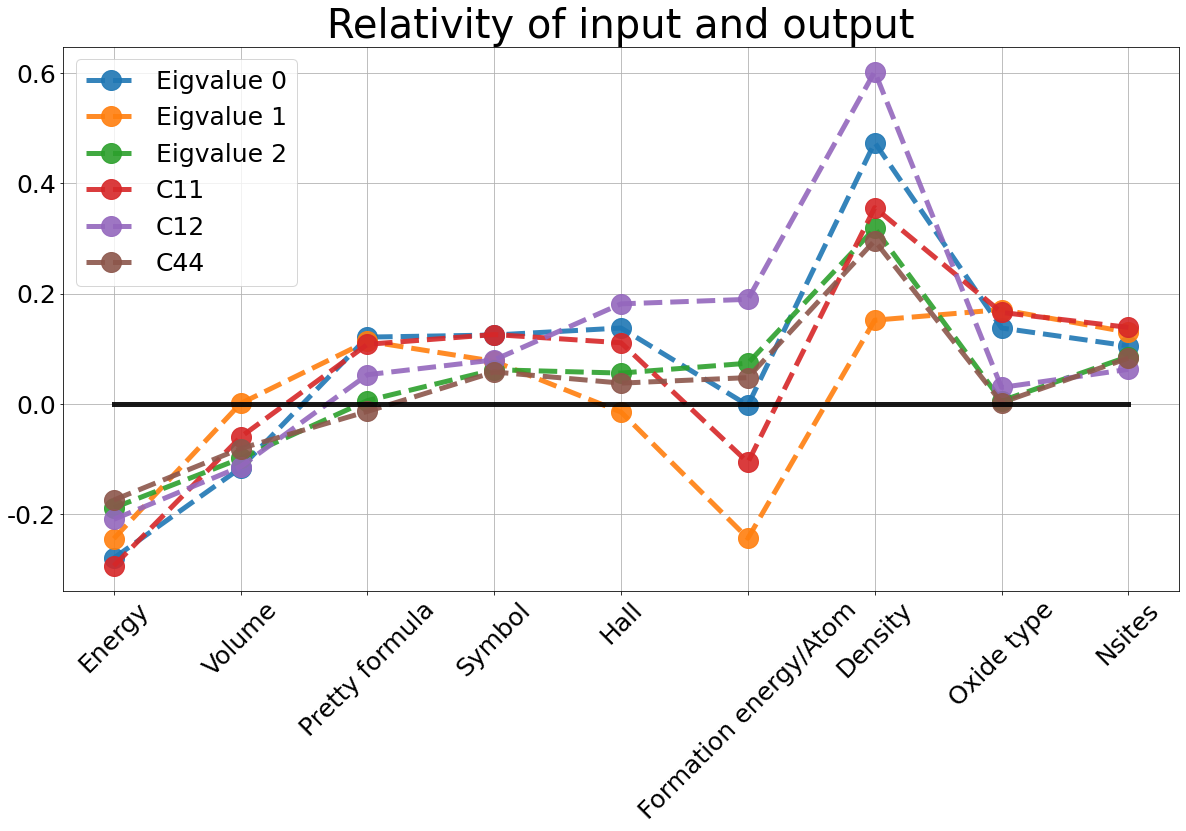 Relativity of input and output
0.6
0.4
0.2
0.0
-0.2
Eigvalue 0
Eigvalue 1
Eigvalue 2
C11
C12
C44
Energy
Volume
Pretty formula
Symbol
Hall
Formation energy/Atom
Density
Oxide type
Nsites